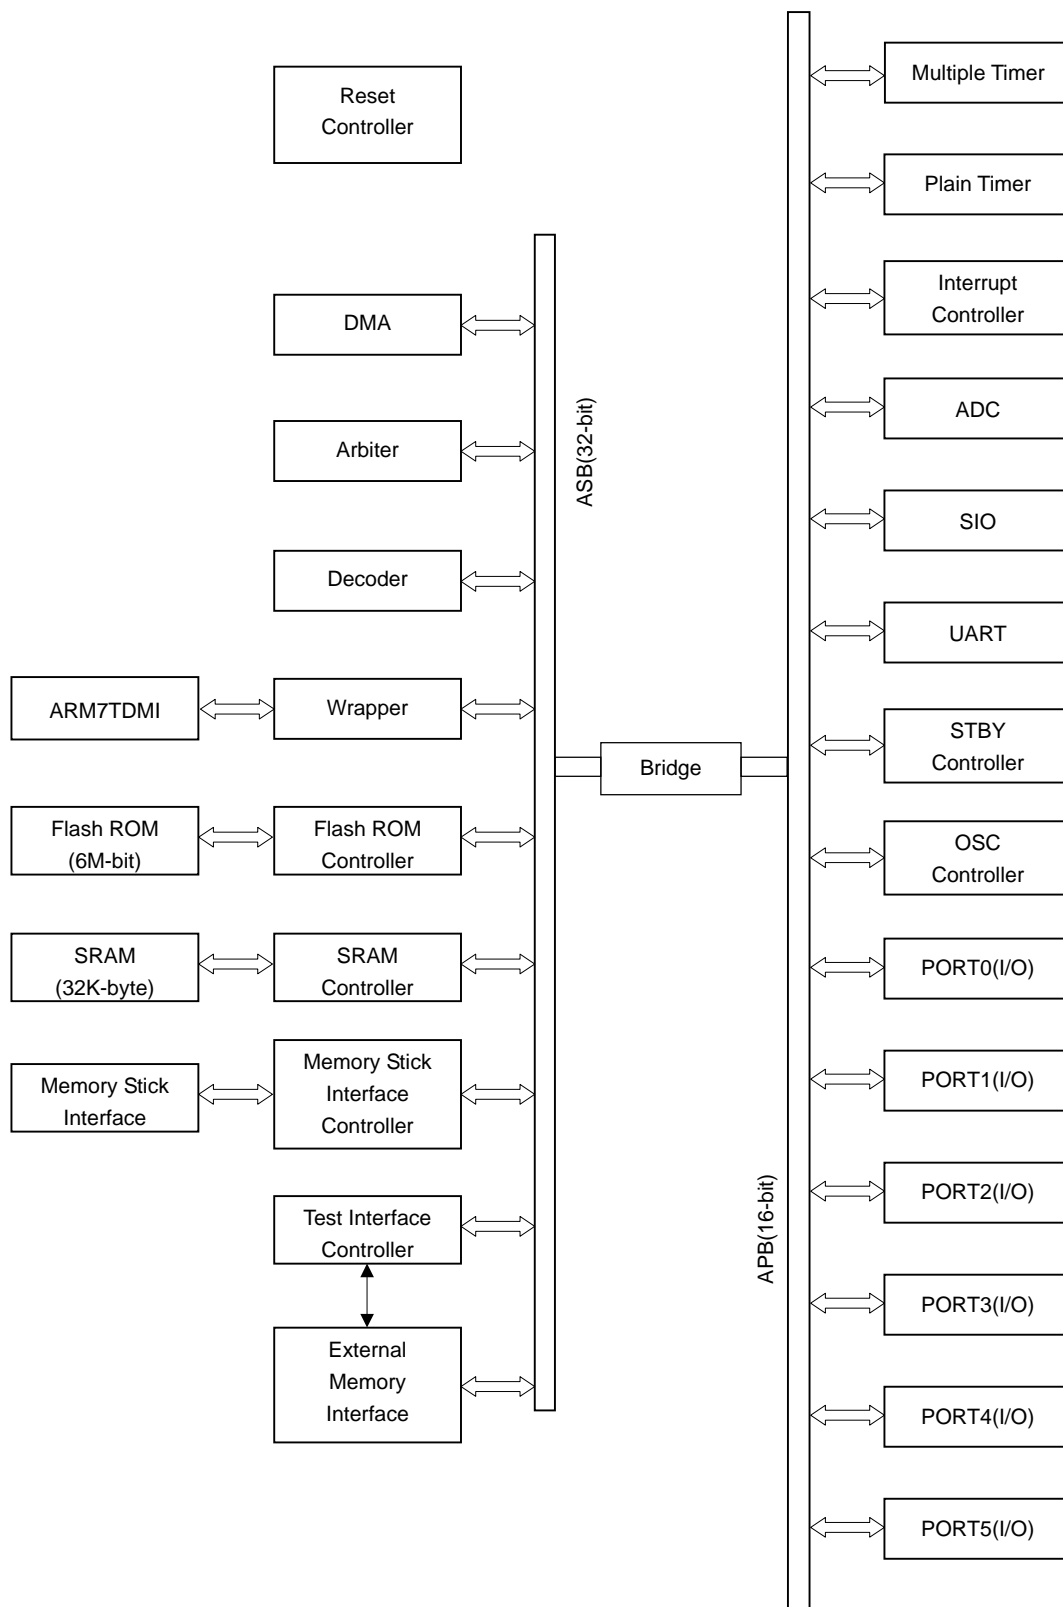 Reset
Controller
DMA
Arbiter
Decoder
ARM7TDMI
Wrapper
Flash ROM
(6M-bit)
Flash ROM
Controller
SRAM
(32K-byte)
SRAM
Controller
Memory Stick
Interface
Memory Stick
Interface
Controller
Test Interface
Controller
External
Memory
Interface
ASB(32-bit)
Bridge
APB(16-bit)
Multiple Timer
Plain Timer
Interrupt
Controller
ADC
SIO
UART
STBY
Controller
OSC
Controller
PORT0(I/O)
PORT1(I/O)
PORT2(I/O)
PORT3(I/O)
PORT4(I/O)
PORT5(I/O)